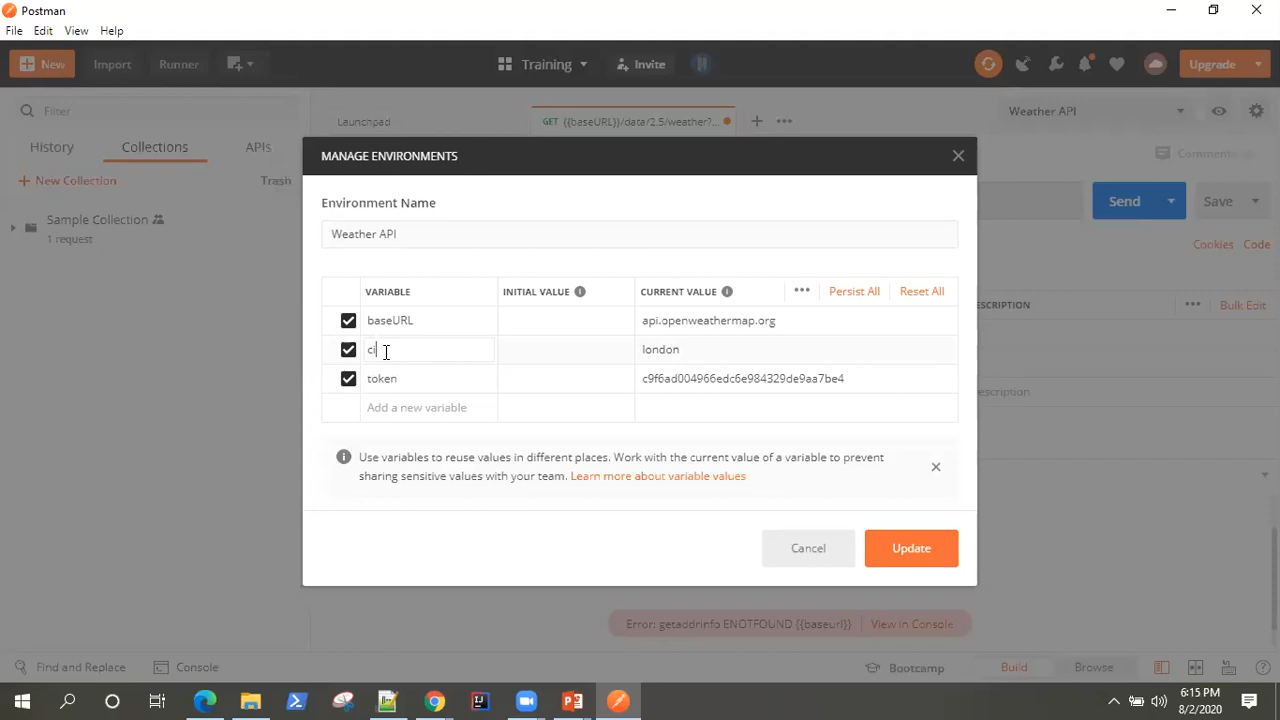 Postman
File Edit View Help
New Import Runner Training Invite Upgrade
Filter
Launchpad GET {{baseURL}}/data/2.5/weather?... Weather API
History Collections APIs
MANAGE ENVIRONMENTS
Comments
New Collection Trash
Environment Name
Send Save
Sample Collection
1 request
Weather API
Cookies Code
VARIABLE INITIAL VALUE CURRENT VALUE Persist All Reset All
ESCRIPTION Bulk Edit
baseURL api.openweathermap.org
ci london
token c9f6ad004966edc6e984329de9aa7be4
escription
Add a new variable
Use variables to reuse values in different places. Work with the current value of a variable to prevent
sharing sensitive values with your team. Learn more about variable values
Cancel Update
Error: getaddrinfo ENOTFOUND {{baseurl}} View in Console
Find and Replace Console Bootcamp Build Browse
6:15 PM
8/2/2020